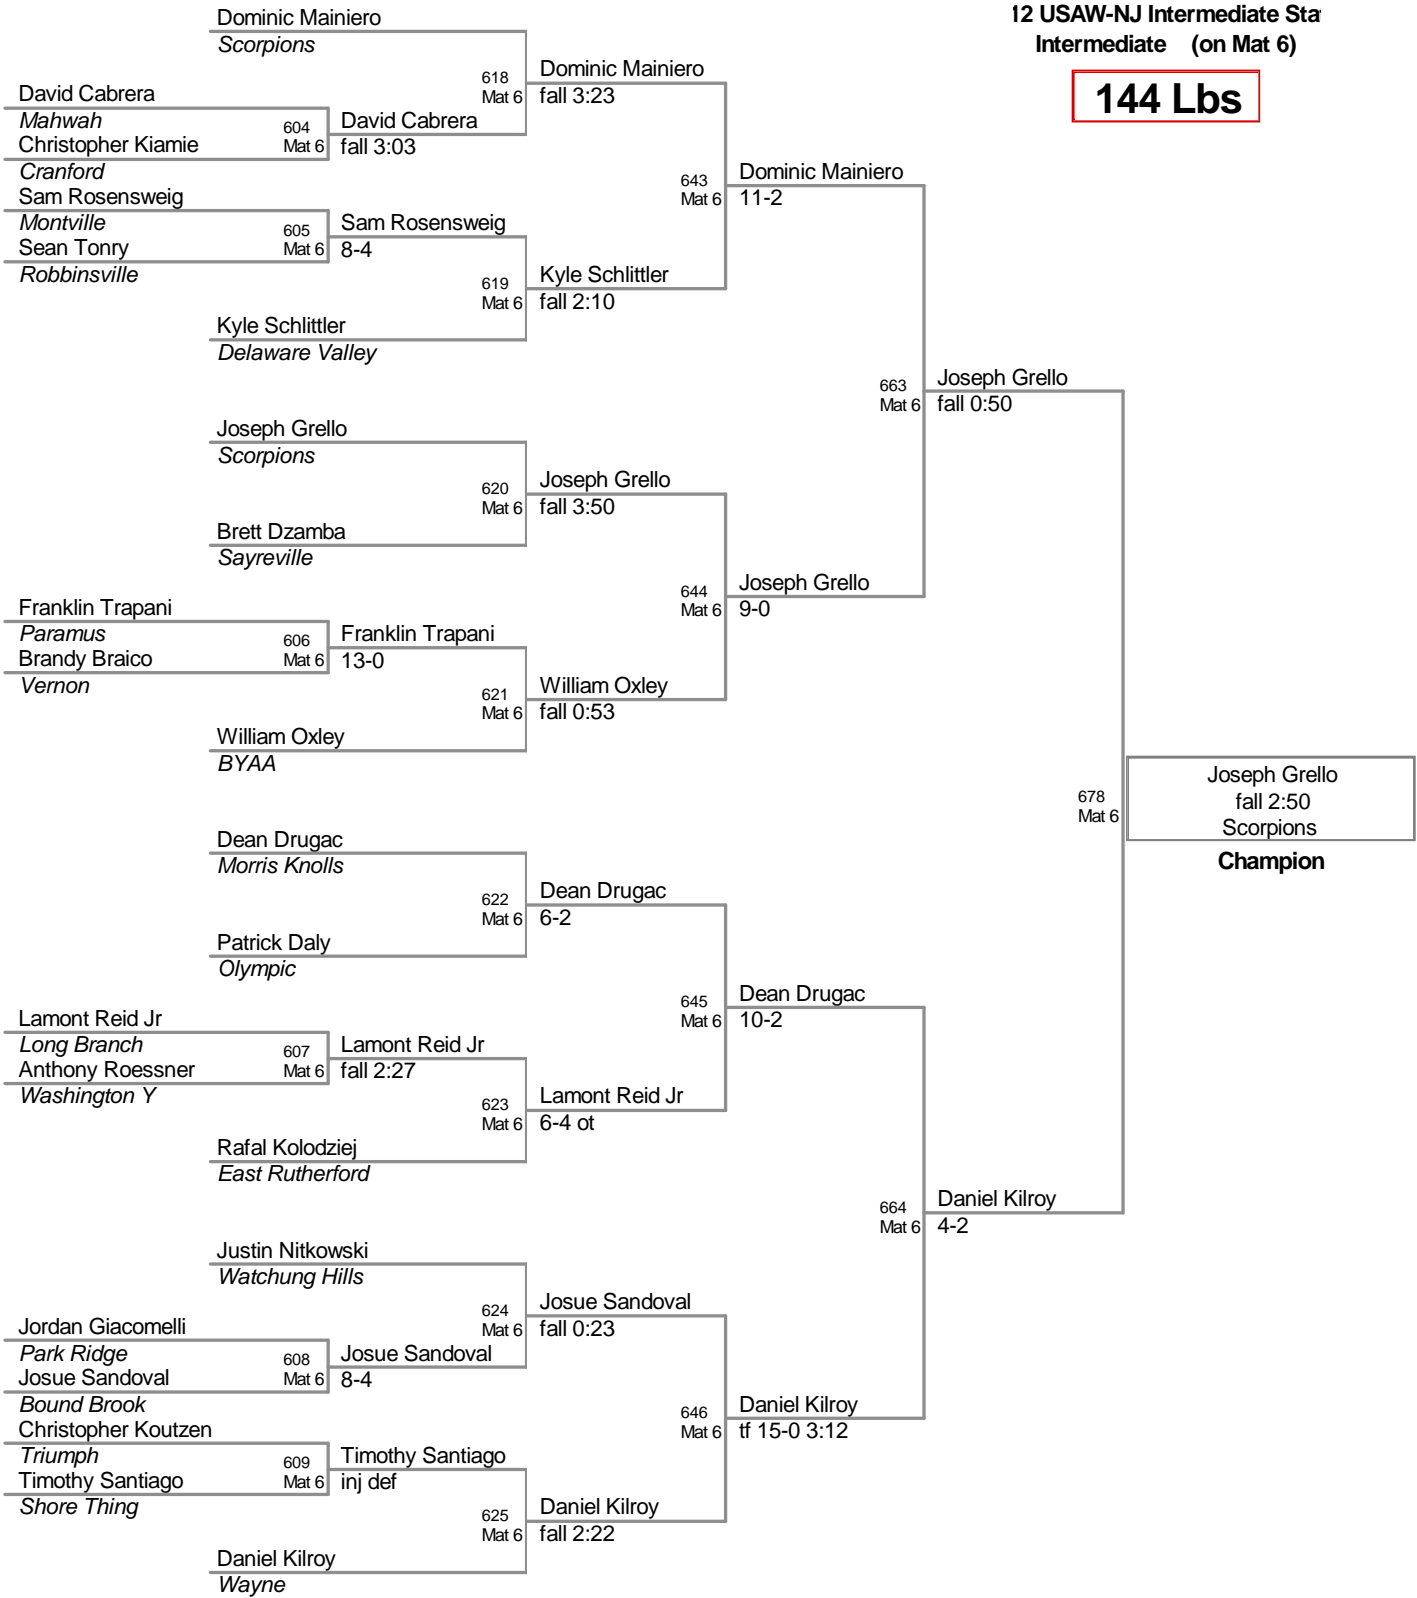 Dominic Mainiero
Scorpions
12 USAW-NJ Intermediate Sta
Intermediate (on Mat 6)
144 Lbs
618
Mat 6
Dominic Mainiero
fall 3:23
David Cabrera
Mahwah
Christopher Kiamie
Cranford
604
Mat 6
David Cabrera
fall 3:03
Sam Rosensweig
Montville
Sean Tonry
Robbinsville
605
Mat 6
Sam Rosensweig
8-4
643
Mat 6
Dominic Mainiero
11-2
619
Mat 6
Kyle Schlittler
fall 2:10
Kyle Schlittler
Delaware Valley
663
Mat 6
Joseph Grello
fall 0:50
Joseph Grello
Scorpions
620
Mat 6
Joseph Grello
fall 3:50
Brett Dzamba
Sayreville
644
Mat 6
Joseph Grello
9-0
Franklin Trapani
Paramus
Brandy Braico
Vernon
606
Mat 6
Franklin Trapani
13-0
621
Mat 6
William Oxley
fall 0:53
William Oxley
BYAA
678
Mat 6
Joseph Grello
fall 2:50
Scorpions
Champion
Dean Drugac
Morris Knolls
622
Mat 6
Dean Drugac
6-2
Patrick Daly
Olympic
645
Mat 6
Dean Drugac
10-2
Lamont Reid Jr
Long Branch
Anthony Roessner
Washington Y
607
Mat 6
Lamont Reid Jr
fall 2:27
623
Mat 6
Lamont Reid Jr
6-4 ot
Rafal Kolodziej
East Rutherford
664
Mat 6
Daniel Kilroy
4-2
Justin Nitkowski
Watchung Hills
624
Mat 6
Josue Sandoval
fall 0:23
Jordan Giacomelli
Park Ridge
Josue Sandoval
Bound Brook
608
Mat 6
Josue Sandoval
8-4
646
Mat 6
Daniel Kilroy
tf 15-0 3:12
Christopher Koutzen
Triumph
Timothy Santiago
Shore Thing
609
Mat 6
Timothy Santiago
inj def
625
Mat 6
Daniel Kilroy
fall 2:22
Daniel Kilroy
Wayne